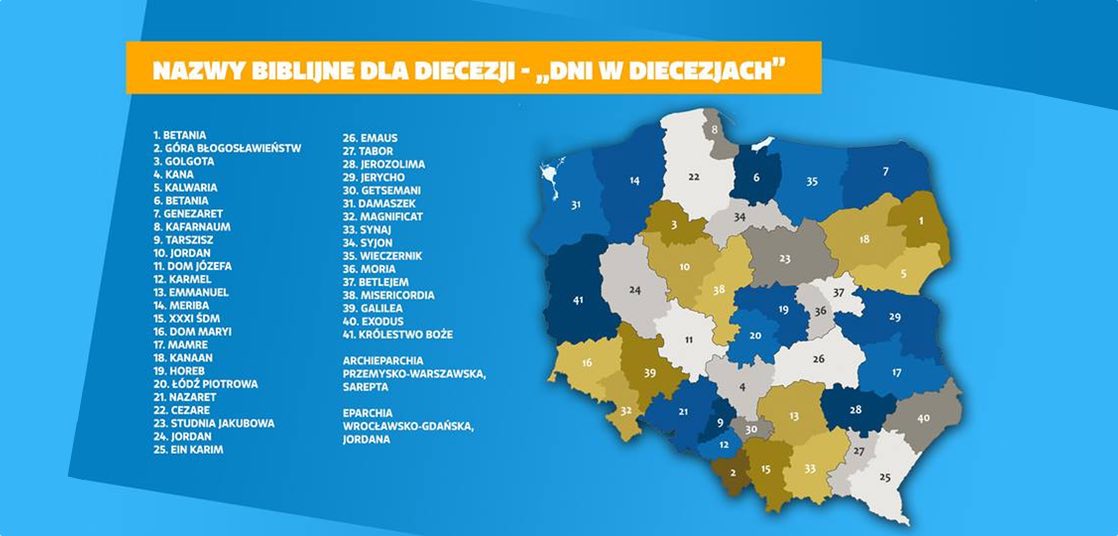 NAZWY BIBLIJNE DLA DIECEZJI - „DNI W DIECEZJACH”
1. BETANIA
2. GÓRA BŁOGOSŁAWIEŃSTW
3. GOLGOTA
4. KANA
5. KALWARIA
6. BETANIA
7. GENEZARET
8. KAFARNAUM
9. TARSZISZ
10. JORDAN
11. DOM JÓZEFA
12. KARMEL
13. EMMANUEL
14. MERIBA
15. XXXI ŚDM
16. DOM MARYI
17. MAMRE
18. KANAAN
19. HOREB
20. ŁÓDŹ PIOTROWA
21. NAZARET
22. CEZARE
23. STUDNIA JAKUBOWA
24. JORDAN
25. EIN KARIM
26. EMAUS
27. TABOR
28. JEROZOLIMA
29. JERYCHO
30. GETSEMANI
31. DAMASZEK
32. MAGNIFICAT
33. SYNAJ
34. SYJON
35. WIECZERNIK
36. MORIA
37. BETLEJEM
38. MISERICORDIA
39. GALILEA
40. EXODUS
41. KRÓLESTWO BOŻE
ARCHIEPARCHIA
PRZEMYSKO-WARSZAWSKA,
SAREPTA
EPARCHIA
WROCŁAWSKO-GDAŃSKA,
JORDANA
8
22
6
7
14
35
31
34
3
1
18
23
10
5
24
38
37
41
19
36
29
20
11
26
16
39
17
4
32
21
13
28
40
9
30
12
27
2
15
33
25